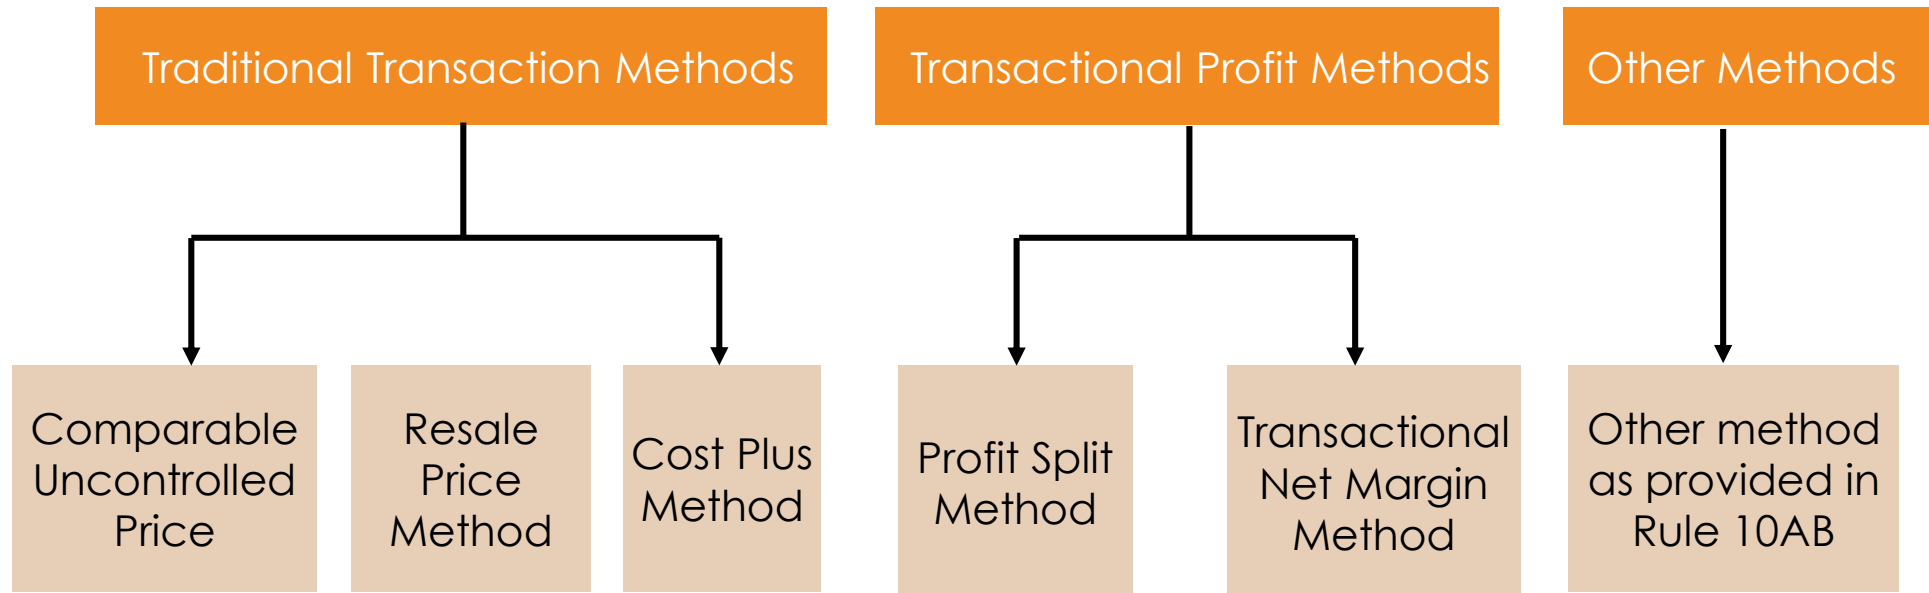 Traditional Transaction Methods
Transactional Profit Methods
Other Methods
Comparable
Uncontrolled
Price
Resale
Price
Method
Cost Plus
Method
Profit Split
Method
Transactional
Net Margin
Method
Other method
as provided in
Rule 10AB